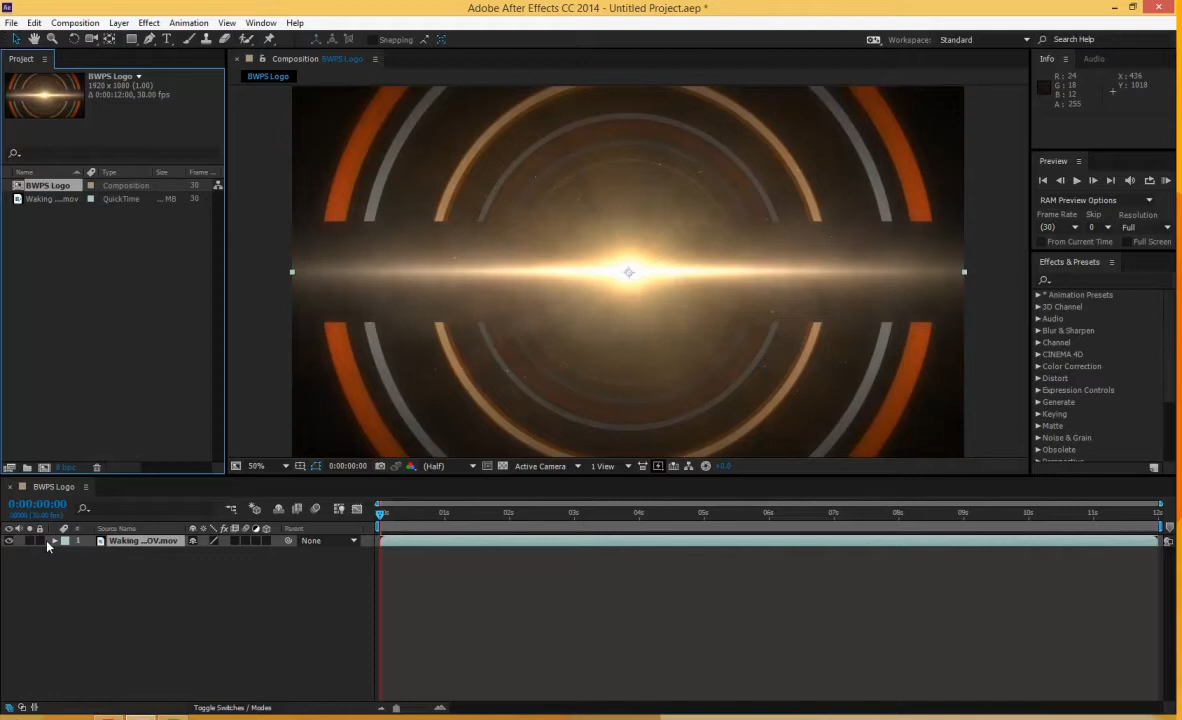 Ae Adobe After Effects CC 2014 - Untitled Project.aep *
File Edit Composition Layer Effect Animation View Window Help
Snapping Workspace: Standard Search Help
Project
BWPS Logo
1920 x 1080 (1.00)
Δ 0:00:12:00, 30.00 fps
Name Type Size Frame ...
BWPS Logo Composition 30
Waking ....mov QuickTime ... MB 30
8 bpc
Composition BWPS Logo
BWPS Logo
50% 0:00:00:00 (Half) Active Camera 1 View +0.0
Info Audio
R: 24 X: 436
G: 18 Y: 1018
B: 12
A: 255
Preview
RAM Preview Options
Frame Rate Skip Resolution
(30) 0 Full
From Current Time Full Screen
Effects & Presets
* Animation Presets
3D Channel
Audio
Blur & Sharpen
Channel
CINEMA 4D
Color Correction
Distort
Expression Controls
Generate
Keying
Matte
Noise & Grain
Obsolete
BWPS Logo
0:00:00:00
00000 (30.00 fps)
# Source Name Parent
1 Waking ...OV.mov None
01s 02s 03s 04s 05s 06s 07s 08s 09s 10s 11s 12s
Toggle Switches / Modes